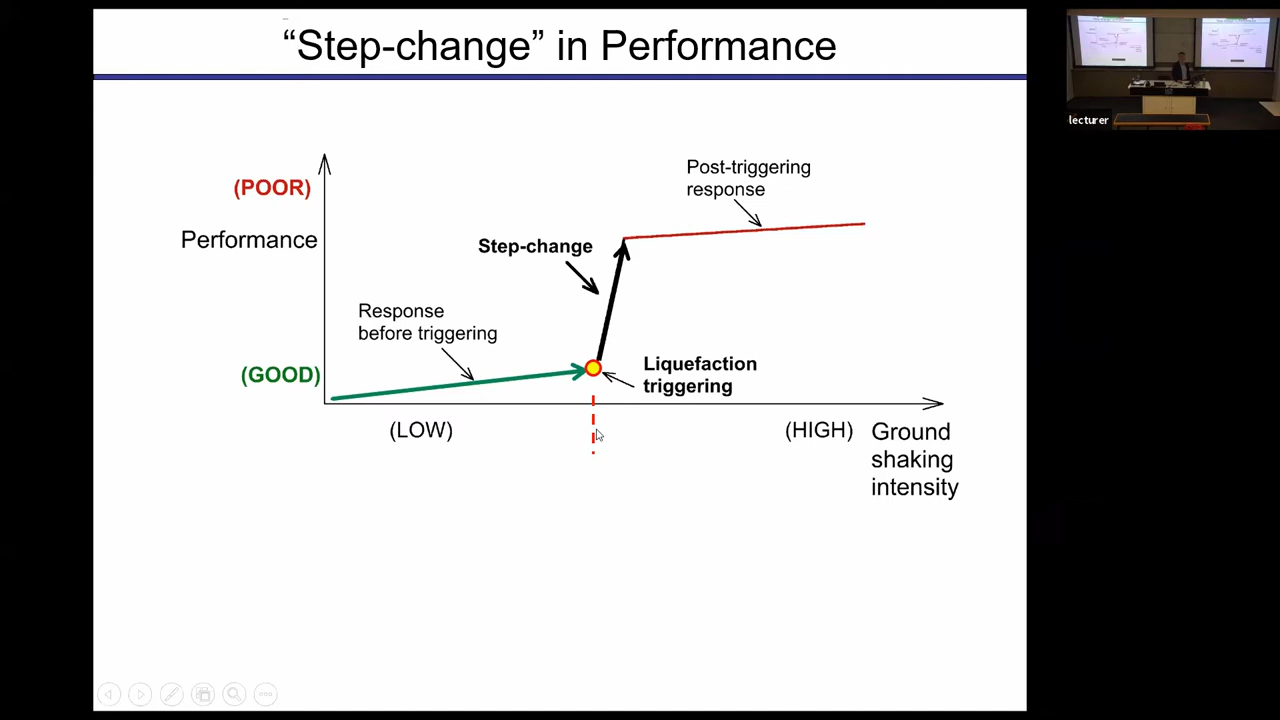 “Step-change” in Performance
lecturer
(POOR)
Performance
(GOOD)
Post-triggering
response
Step-change
Response
before triggering
Liquefaction
triggering
(LOW)
(HIGH)
Ground
shaking
intensity